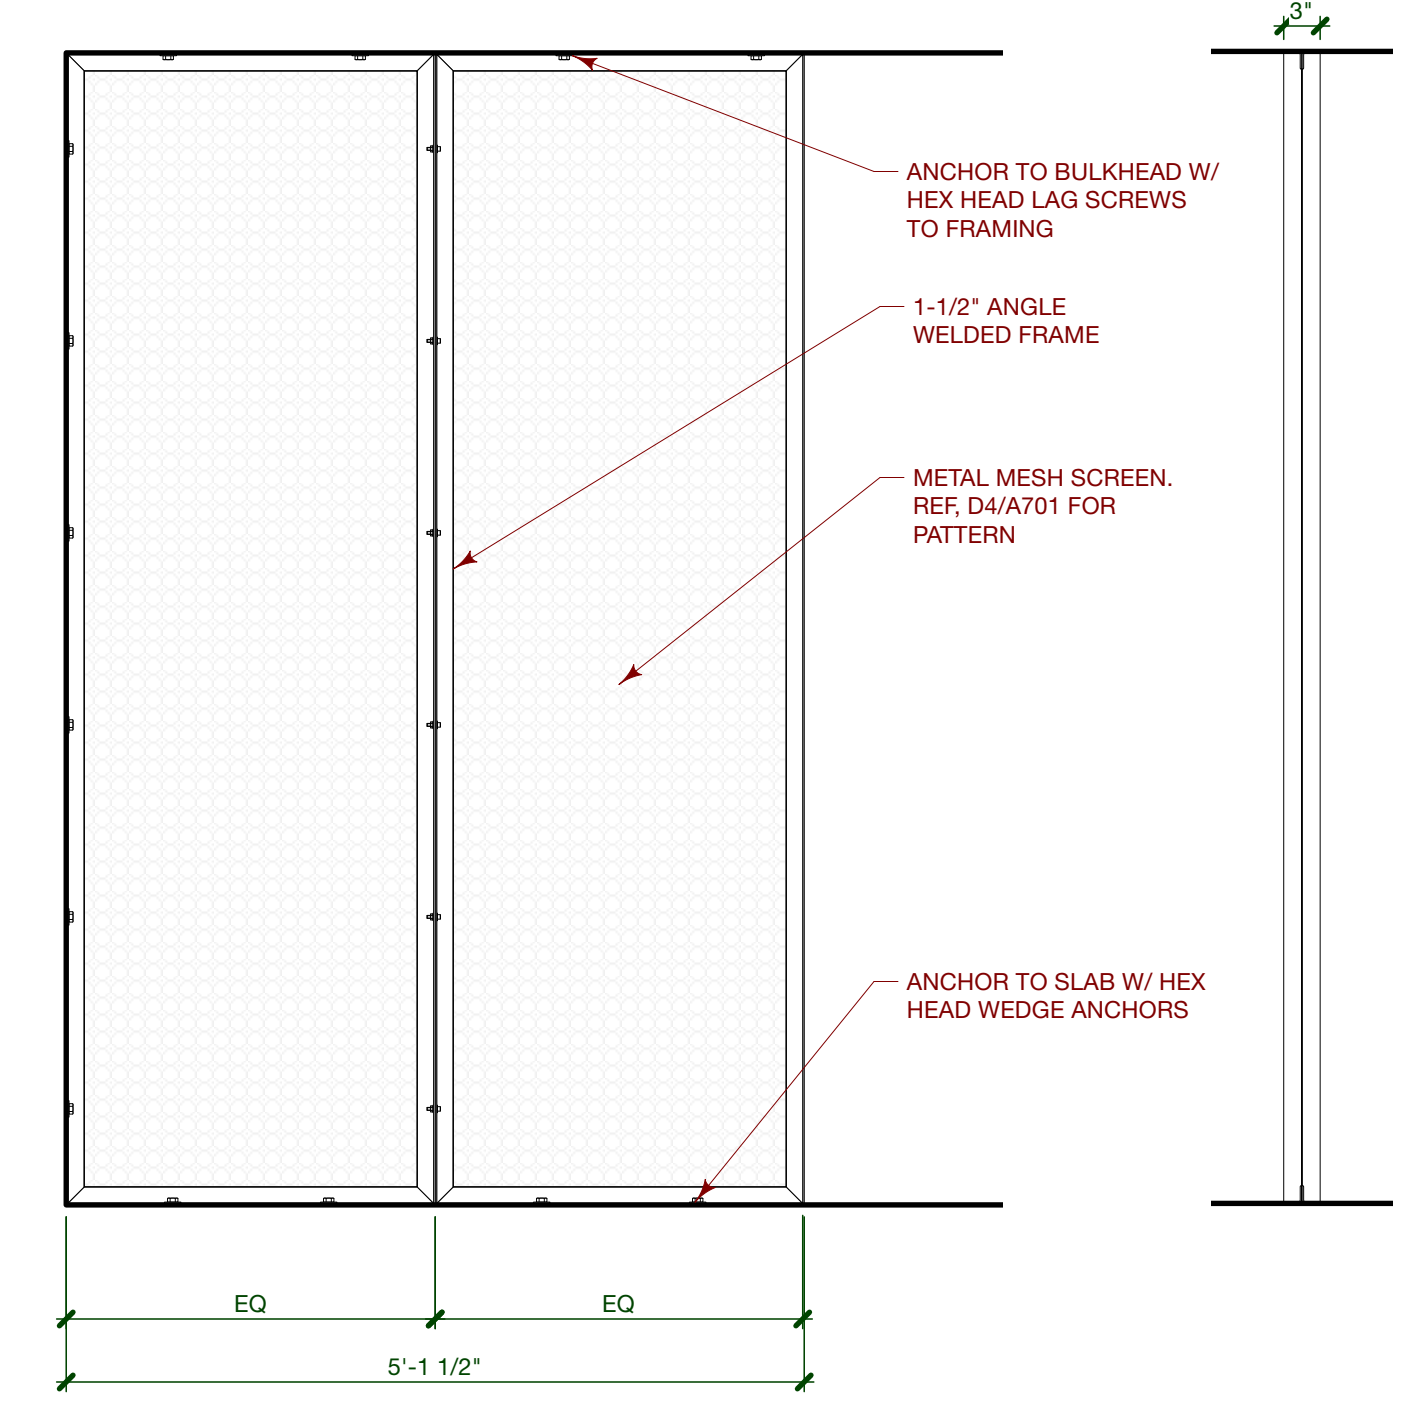 3"
ANCHOR TO BULKHEAD W/
HEX HEAD LAG SCREWS
TO FRAMING
1-1/2" ANGLE
WELDED FRAME
METAL MESH SCREEN.
REF, D4/A701 FOR
PATTERN
ANCHOR TO SLAB W/ HEX
HEAD WEDGE ANCHORS
EQ
EQ
5'-1 1/2"